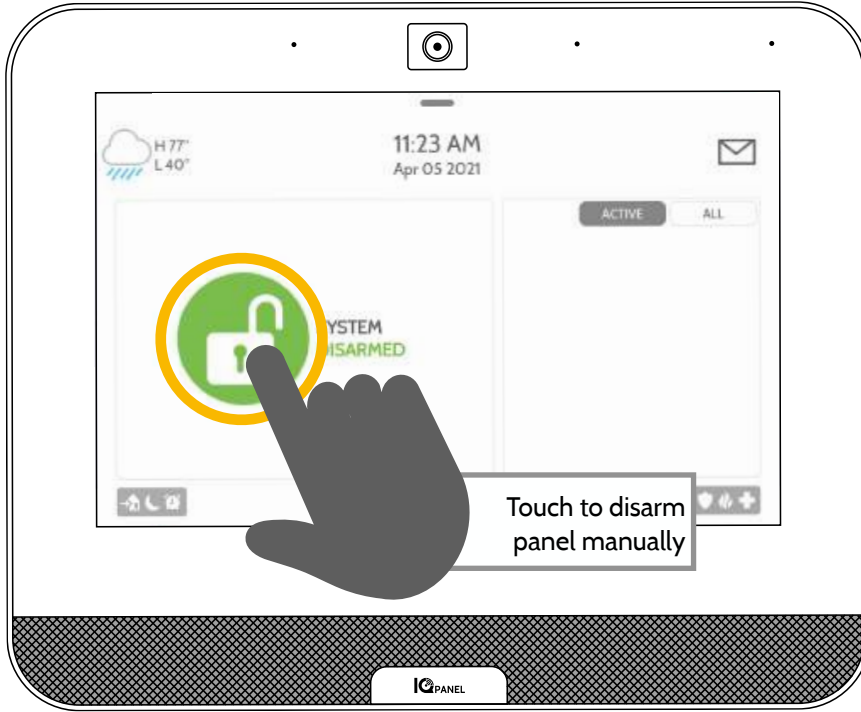 H 77°
L 40°
11:23 AM
Apr 05 2021
ACTIVE
ALL
YSTEM
ISARMED
Touch to disarm
panel manually
IQ PANEL